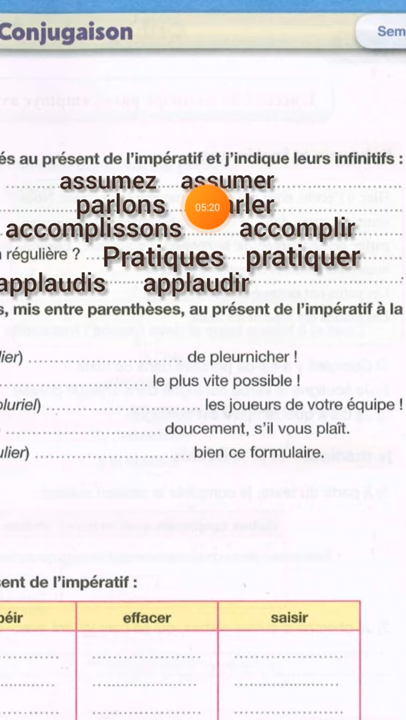 Conjugaison
Sem
és au présent de l'impératif et j'indique leurs infinitifs :
assumez assumer
parlons
05:20
arler
accomplissons accomplir
régulière ? Pratiques pratiquer
applaudis applaudir
s, mis entre parenthèses, au présent de l'impératif à la
lier) .................... de pleurnicher !
.................... le plus vite possible !
pluriel) .................... les joueurs de votre équipe !
.................... doucement, s'il vous plaît.
ulier) .................... bien ce formulaire.
sent de l'impératif :
béir effacer saisir